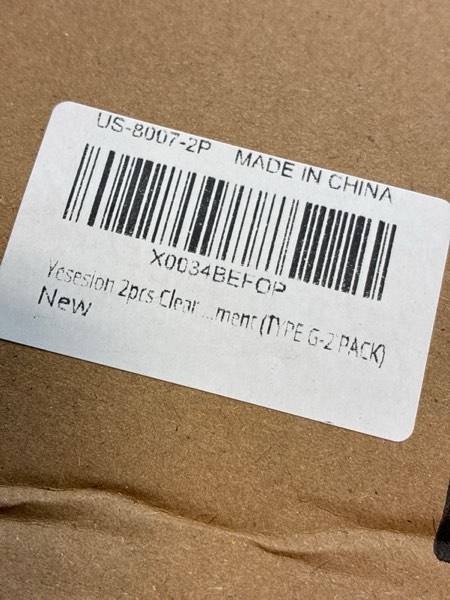 US-8007-2P MADE IN CHINA
X0034BEFOP
Yesesion 2pcs Clear ...ment (TYPE G-2 PACK)
New